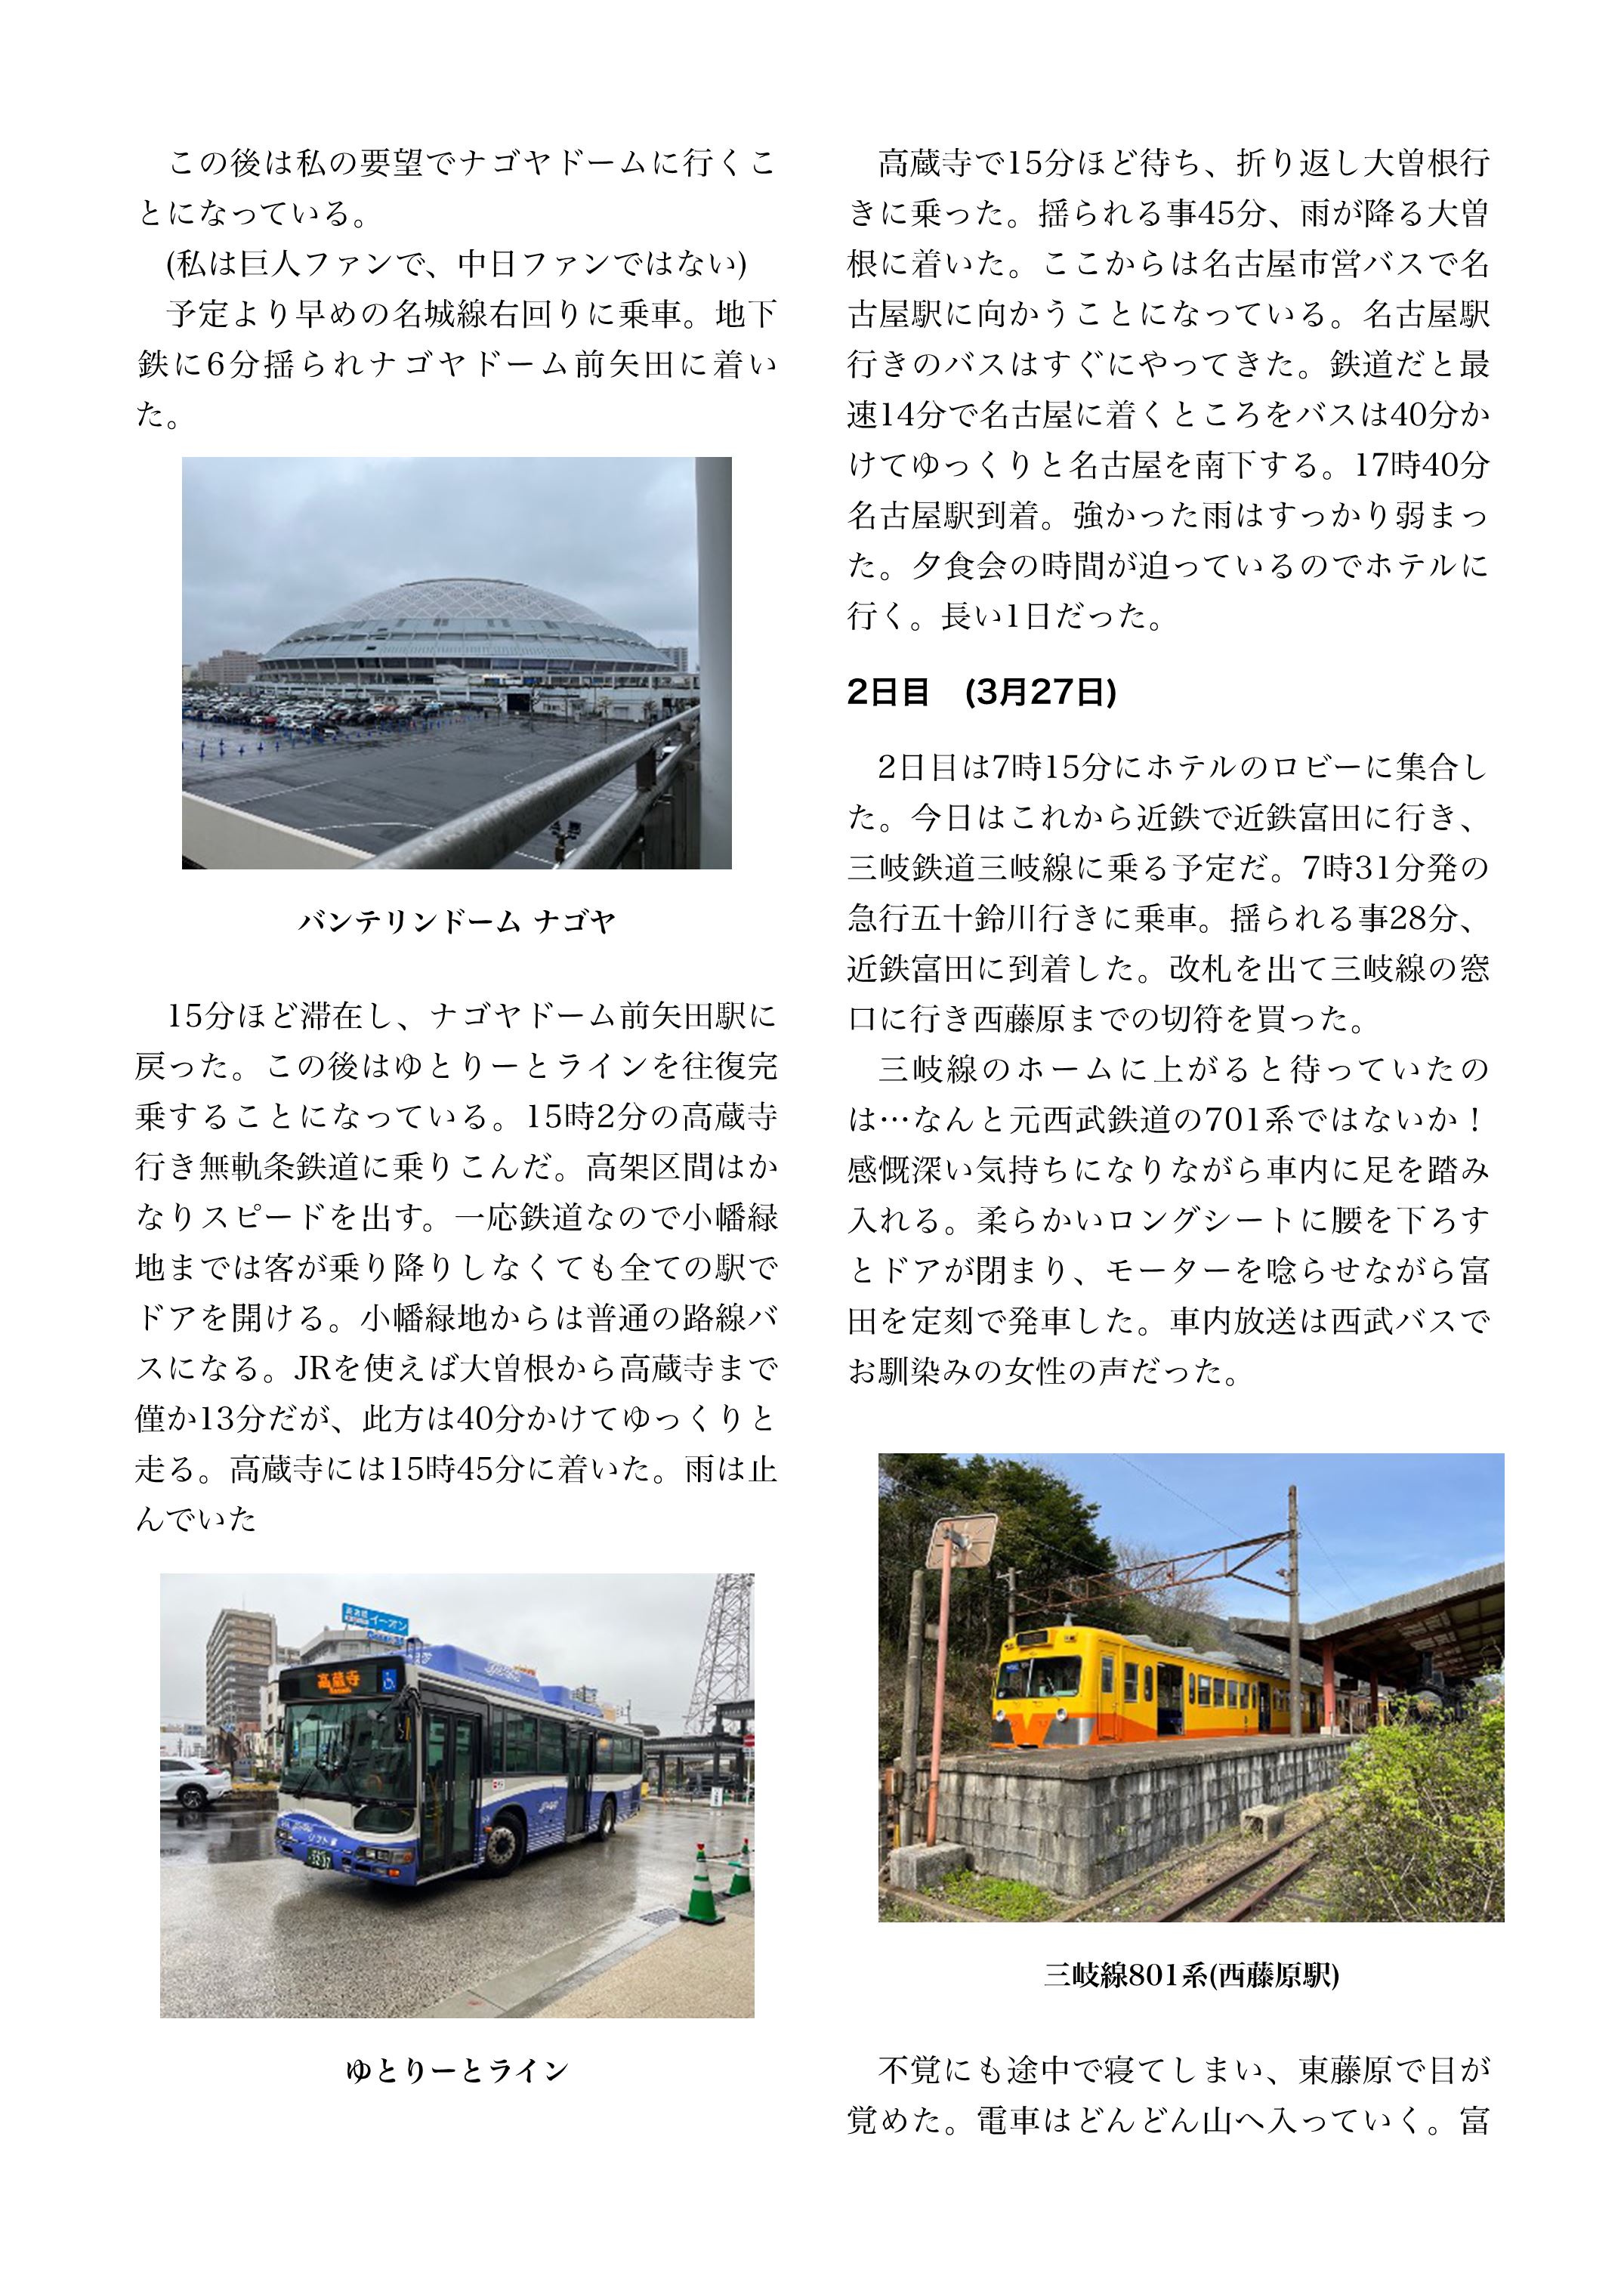 この後は私の要望でナゴヤドームに行くこ
とになっている。
(私は巨人ファンで、中日ファンではない)
予定より早めの名城線右回りに乗車。地下
鉄に6分揺られナゴヤドーム前矢田に着い
た。
バンテリンドーム ナゴヤ
15分ほど滞在し、ナゴヤドーム前矢田駅に
戻った。この後はゆとりーとラインを往復完
乗することになっている。15時2分の高蔵寺
行き無軌条鉄道に乗りこんだ。高架区間はか
なりスピードを出す。一応鉄道なので小幡緑
地までは客が乗り降りしなくても全ての駅で
ドアを開ける。小幡緑地からは普通の路線バ
スになる。JRを使えば大曽根から高蔵寺まで
僅か13分だが、此方は40分かけてゆっくりと
走る。高蔵寺には15時45分に着いた。雨は止
んでいた
イーオン
高蔵寺
ゆとりーとライン
高蔵寺で15分ほど待ち、折り返し大曽根行
きに乗った。揺られる事45分、雨が降る大曽
根に着いた。ここからは名古屋市営バスで名
古屋駅に向かうことになっている。名古屋駅
行きのバスはすぐにやってきた。鉄道だと最
速14分で名古屋に着くところをバスは40分か
けてゆっくりと名古屋を南下する。17時40分
名古屋駅到着。強かった雨はすっかり弱まっ
た。夕食会の時間が迫っているのでホテルに
行く。長い1日だった。
2日目　(3月27日)
2日目は7時15分にホテルのロビーに集合し
た。今日はこれから近鉄で近鉄富田に行き、
三岐鉄道三岐線に乗る予定だ。7時31分発の
急行五十鈴川行きに乗車。揺られる事28分、
近鉄富田に到着した。改札を出て三岐線の窓
口に行き西藤原までの切符を買った。
三岐線のホームに上がると待っていたの
は…なんと元西武鉄道の701系ではないか！
感慨深い気持ちになりながら車内に足を踏み
入れる。柔らかいロングシートに腰を下ろす
とドアが閉まり、モーターを唸らせながら富
田を定刻で発車した。車内放送は西武バスで
お馴染みの女性の声だった。
三岐線801系(西藤原駅)
不覚にも途中で寝てしまい、東藤原で目が
覚めた。電車はどんどん山へ入っていく。富